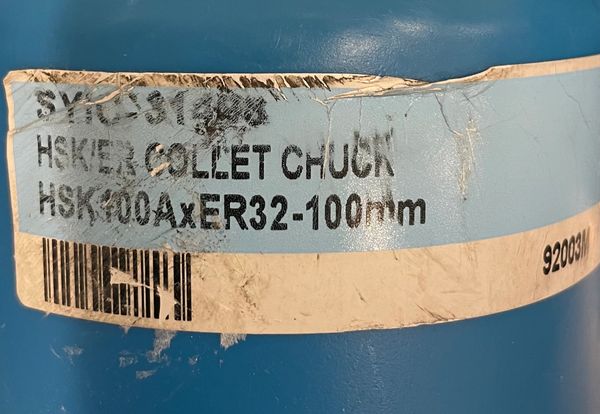 HSK/ER COLLET CHUCK
HSK100AxER32-100mm
92003M